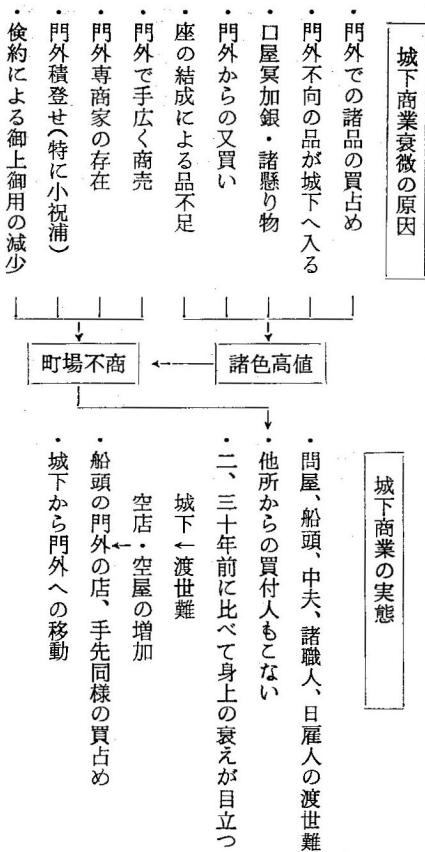 城下商業衰微の原因
・門外での諸品の買占め
・門外不向の品が城下へ入る
・口屋冥加銀・諸懸り物
・門外からの又買い
・座の結成による品不足
・門外で手広く商売
・門外専商家の存在
・門外積登せ(特に小祝浦)
・倹約による御上御用の減少
諸色高値
町場不商
城下商業の実態
・問屋、船頭、中夫、諸職人、日雇人の渡世難
・他所からの買付人もこない
・二、三十年前に比べて身上の衰えが目立つ
城下←渡世難
空店・空屋の増加
・船頭の門外の店、手先同様の買占め
・城下から門外への移動